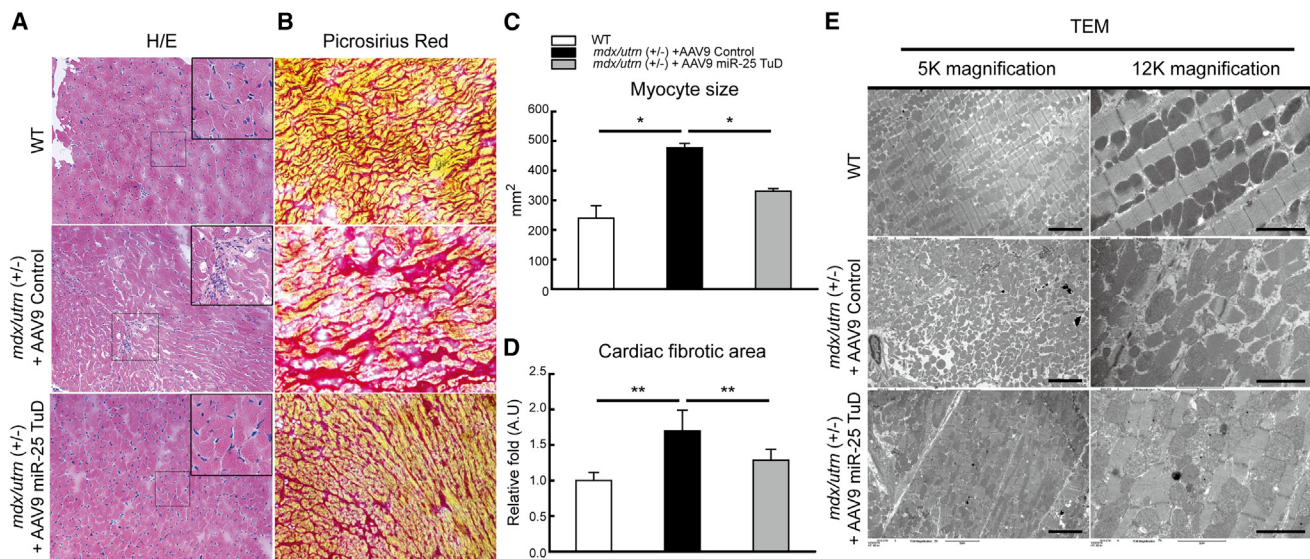 A
H/E
WT
mdx/utrn (+/-)
+ AAV9 Control
mdx/utrn (+/-)
+ AAV9 miR-25 TuD
B
Picrosirius Red
C
WT
mdx/utrn (+/-) +AAV9 Control
mdx/utrn (+/-) + AAV9 miR-25 TuD
Myocyte size
mm2
600
500
400
300
200
100
0
*
*
D
Cardiac fibrotic area
Relative fold (A.U)
2.5
2.0
1.5
1.0
0.5
0.0
**
**
E
TEM
5K magnification
12K magnification
WT
mdx/utrn (+/-)
+ AAV9 Control
mdx/utrn (+/-)
+ AAV9 miR-25 TuD